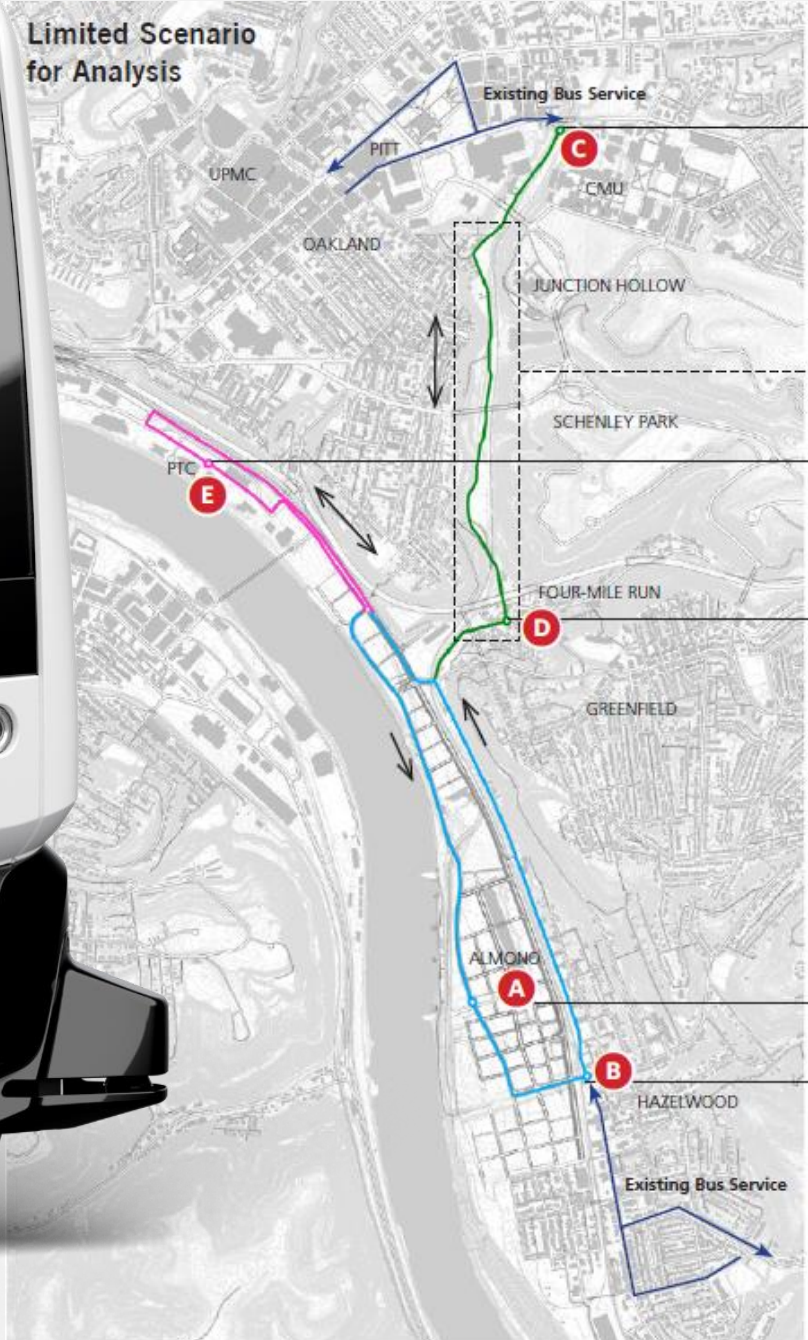 Limited Scenario
for Analysis
Existing Bus Service
PITT
C
UPMC
CMU
OAKLAND
JUNCTION HOLLOW
SCHENLEY PARK
PTC
E
FOUR-MILE RUN
D
GREENFIELD
ALMONO
A
B
HAZELWOOD
Existing Bus Service